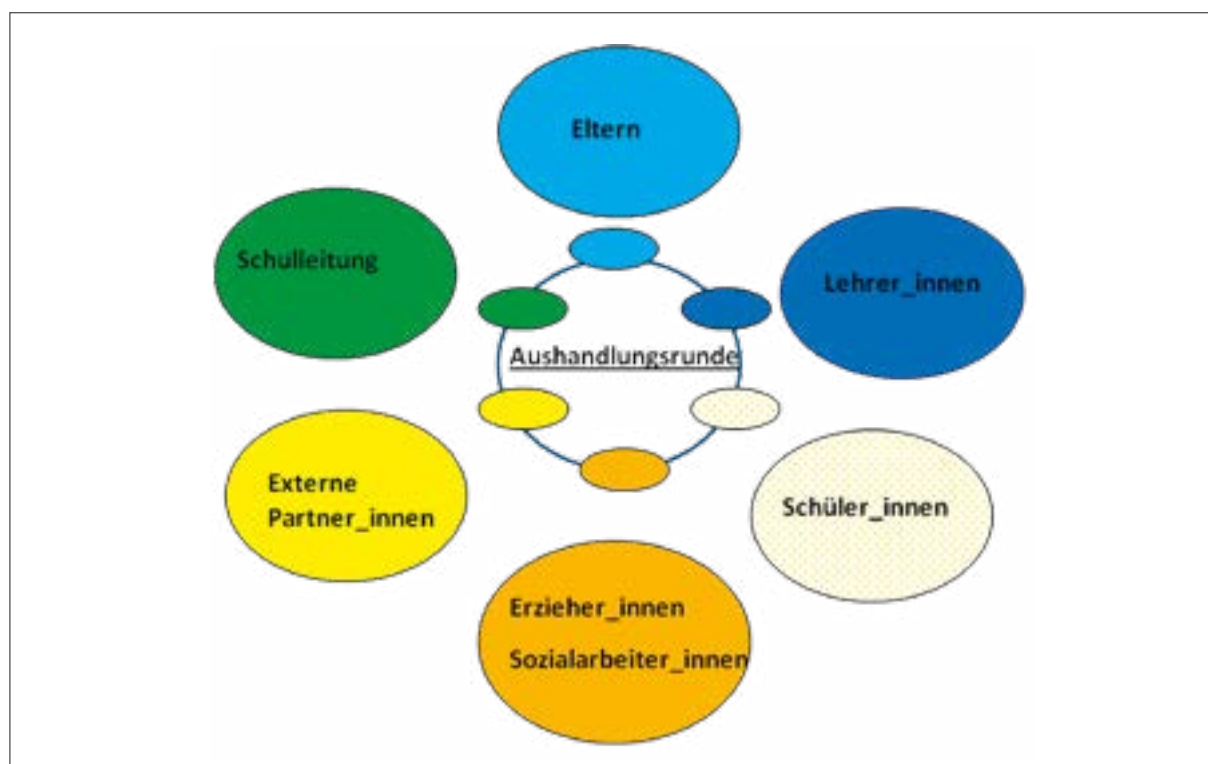 Eltern
Schulleitung
Lehrer_innen
Aushandlungsrunde
Externe
Partner_innen
Schüler_innen
Erzieher_innen
Sozialarbeiter_innen